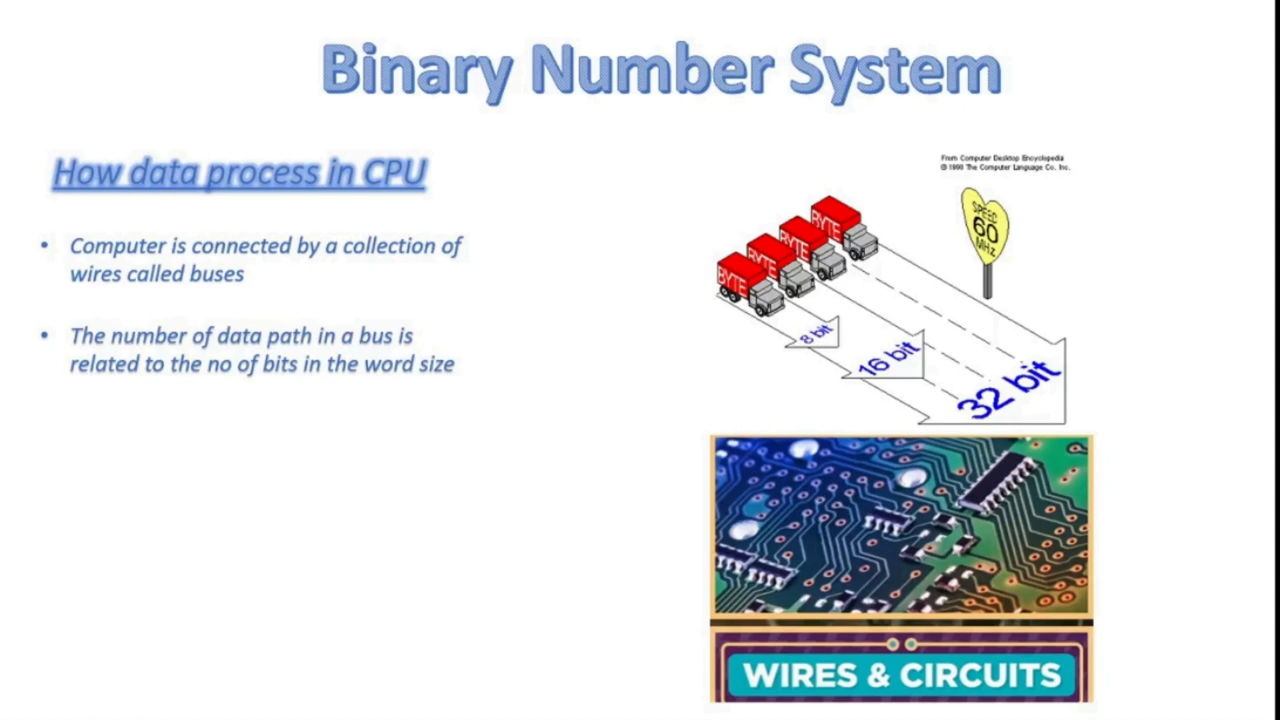 Binary Number System
How data process in CPU
• Computer is connected by a collection of
wires called buses
• The number of data path in a bus is
related to the no of bits in the word size
From Computer Desktop Encyclopedia
© 1998 The Computer Language Co. Inc.
SPEED
60
MHz
BYTE
BYTE
BYTE
BYTE
8 bit
16 bit
32 bit
WIRES & CIRCUITS